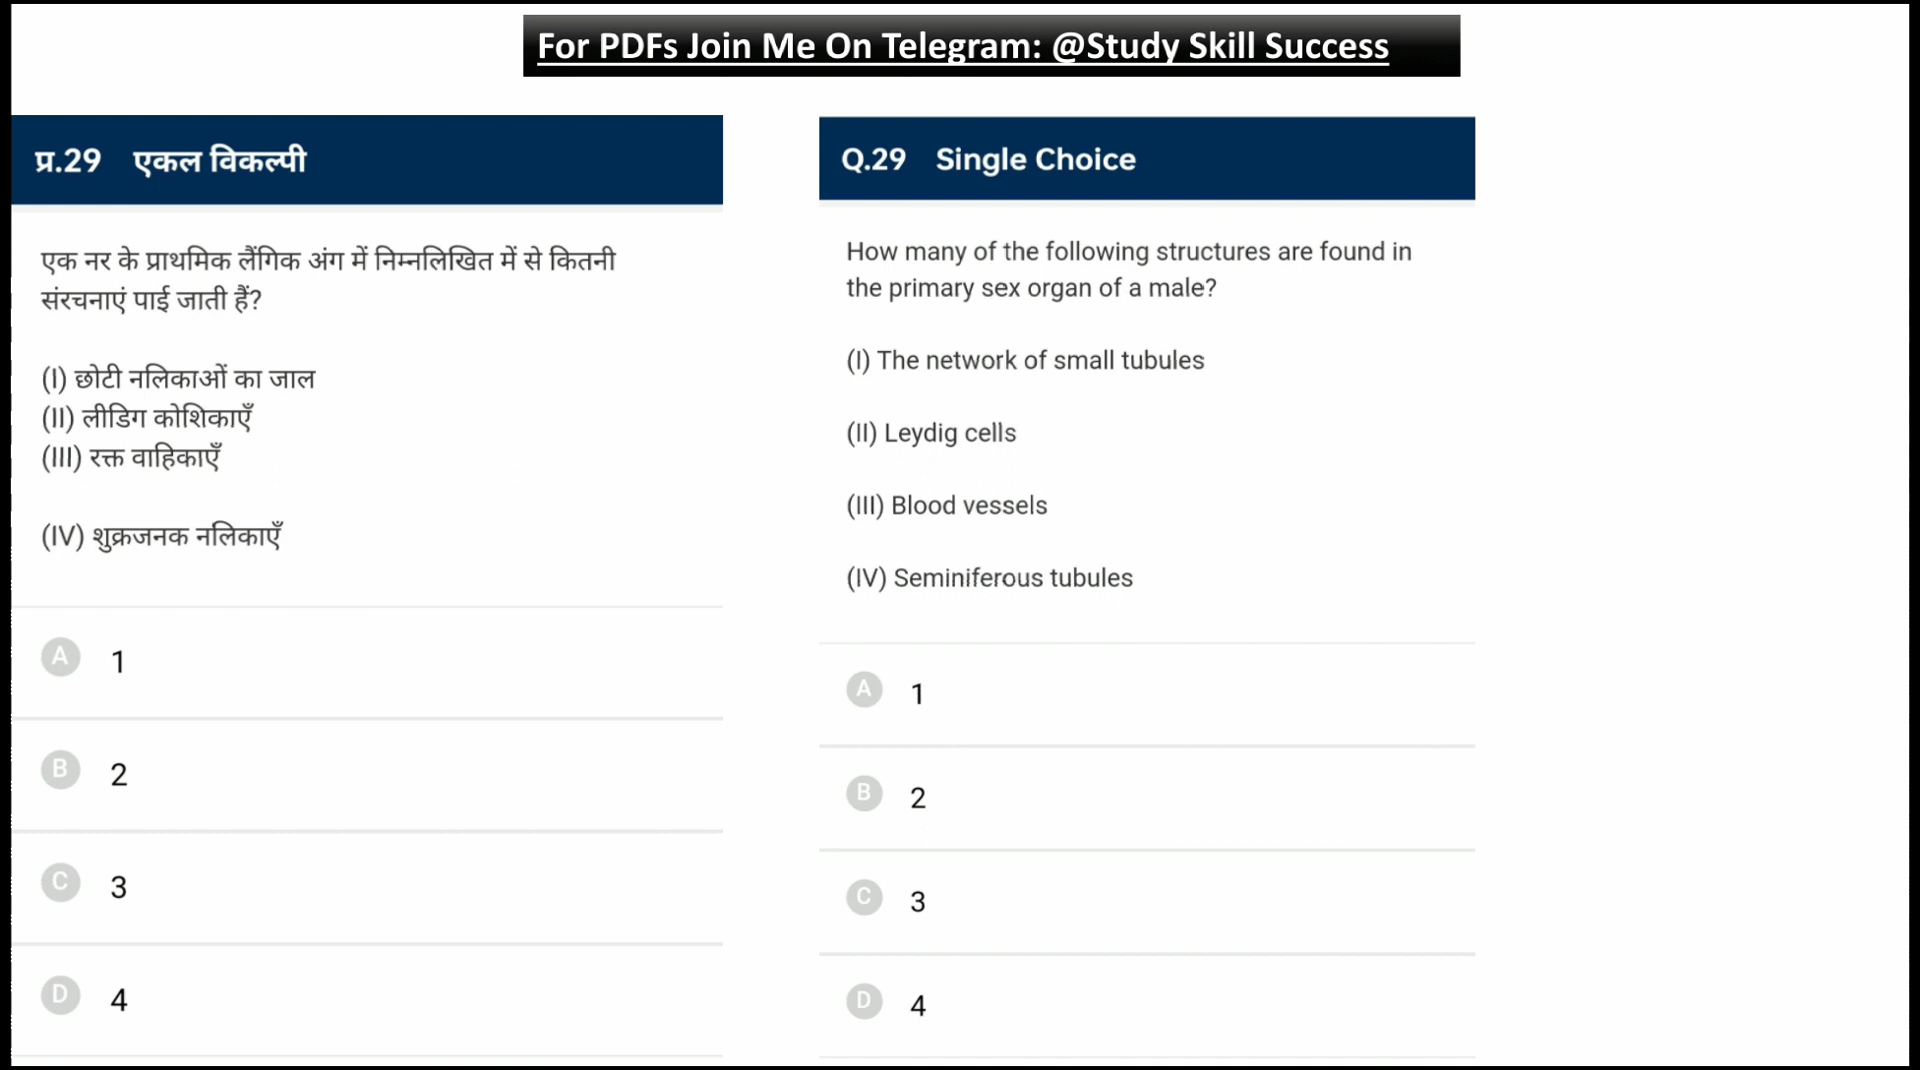 For PDFs Join Me On Telegram: @Study Skill Success
प्र.29 एकल विकल्पी
एक नर के प्राथमिक लैंगिक अंग में निम्नलिखित में से कितनी
संरचनाएं पाई जाती हैं?
(I) छोटी नलिकाओं का जाल
(II) लीडिग कोशिकाएँ
(III) रक्त वाहिकाएँ
(IV) शुक्रजनक नलिकाएँ
A 1
B 2
C 3
D 4
Q.29 Single Choice
How many of the following structures are found in
the primary sex organ of a male?
(I) The network of small tubules
(II) Leydig cells
(III) Blood vessels
(IV) Seminiferous tubules
A 1
B 2
C 3
D 4